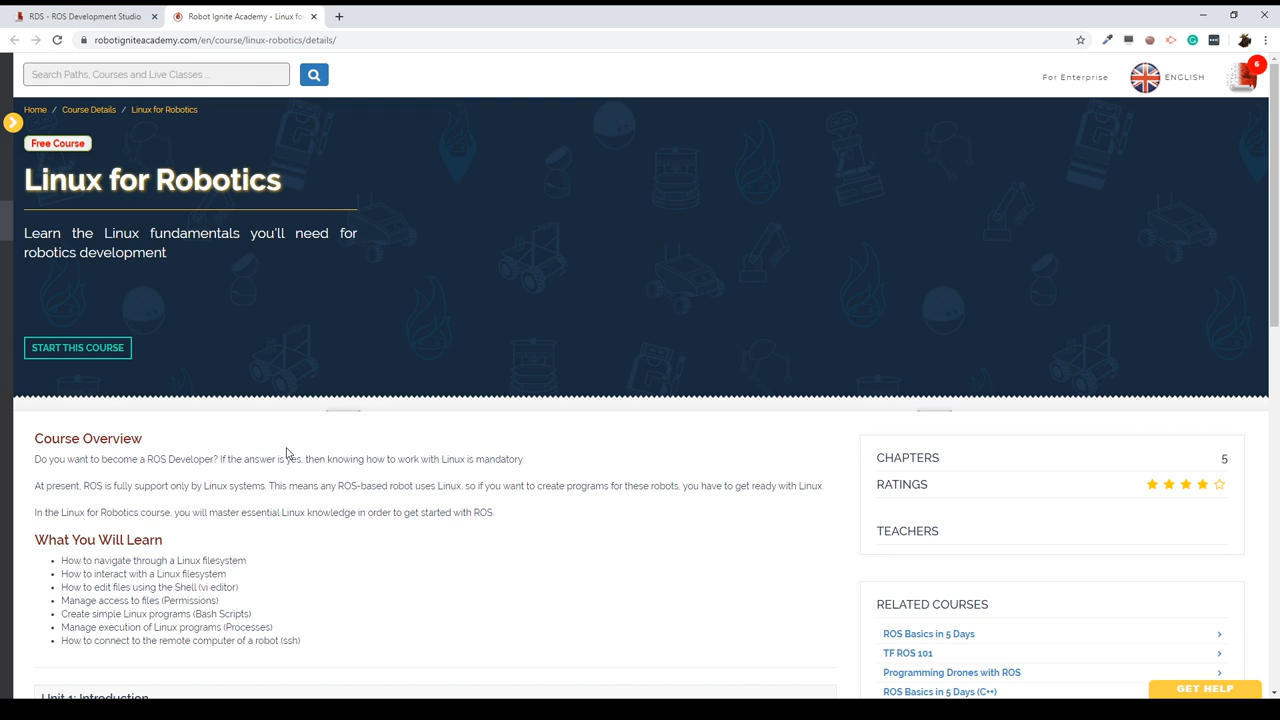 RDS - ROS Development Studio
Robot Ignite Academy - Linux fo
robotigniteacademy.com/en/course/linux-robotics/details/
Search Paths, Courses and Live Classes ...
For Enterprise
ENGLISH
6
Home / Course Details / Linux for Robotics
Free Course
Linux for Robotics
Learn the Linux fundamentals you'll need for
robotics development
START THIS COURSE
Course Overview
Do you want to become a ROS Developer? If the answer is yes, then knowing how to work with Linux is mandatory.
At present, ROS is fully support only by Linux systems. This means any ROS-based robot uses Linux, so if you want to create programs for these robots, you have to get ready with Linux.
In the Linux for Robotics course, you will master essential Linux knowledge in order to get started with ROS.
What You Will Learn
How to navigate through a Linux filesystem
How to interact with a Linux filesystem
How to edit files using the Shell (vi editor)
Manage access to files (Permissions)
Create simple Linux programs (Bash Scripts)
Manage execution of Linux programs (Processes)
How to connect to the remote computer of a robot (ssh)
Unit 1: Introduction
CHAPTERS 5
RATINGS
TEACHERS
RELATED COURSES
ROS Basics in 5 Days
TF ROS 101
Programming Drones with ROS
ROS Basics in 5 Days (C++)
GET HELP